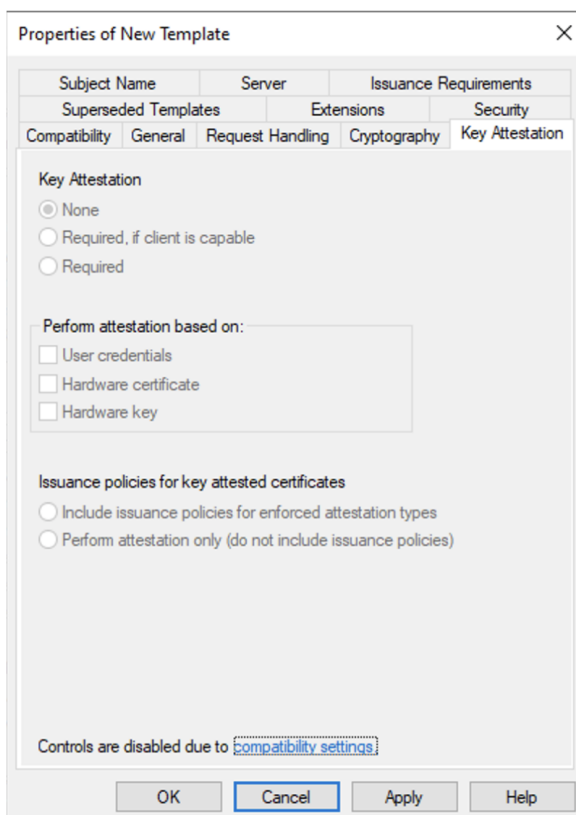 Properties of New Template
Subject Name Server Issuance Requirements
Superseded Templates Extensions Security
Compatibility General Request Handling Cryptography Key Attestation
Key Attestation
None
Required, if client is capable
Required
Perform attestation based on:
User credentials
Hardware certificate
Hardware key
Issuance policies for key attested certificates
Include issuance policies for enforced attestation types
Perform attestation only (do not include issuance policies)
Controls are disabled due to compatibility settings.
OK Cancel Apply Help